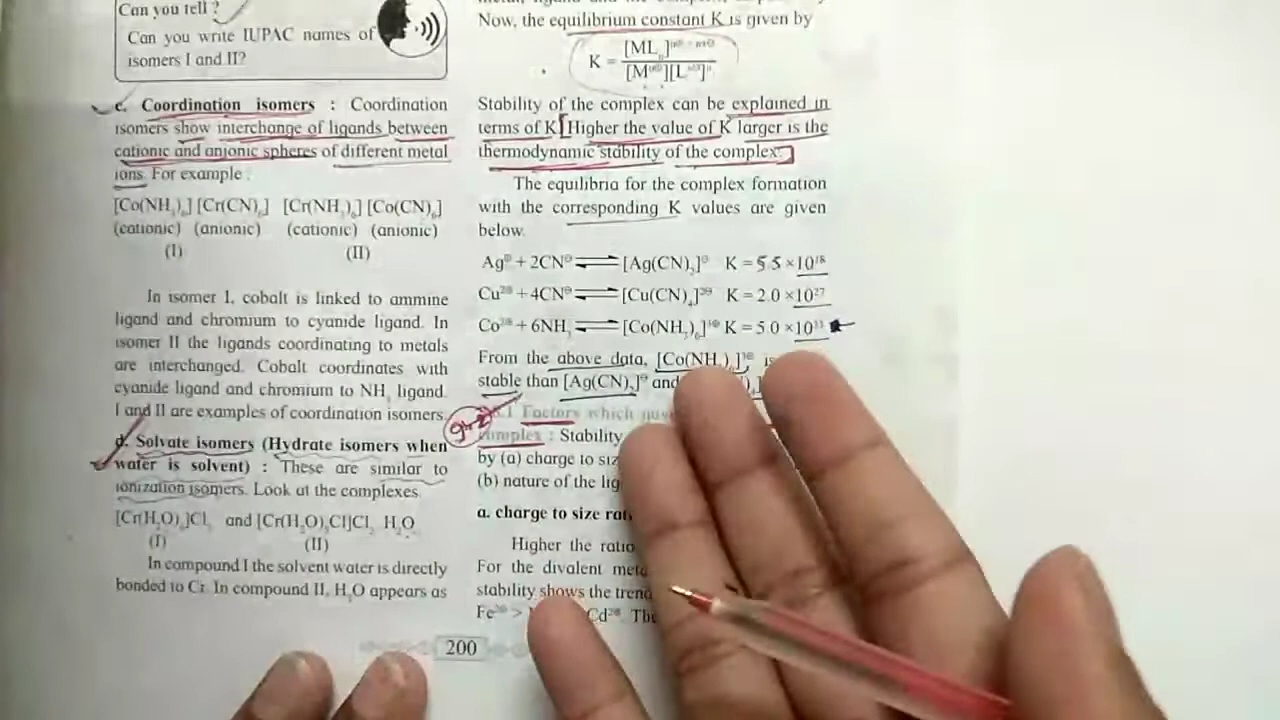 Can you tell ?
Can you write IUPAC names of
isomers I and II?
c. Coordination isomers : Coordination
isomers show interchange of ligands between
cationic and anionic spheres of different metal
ions. For example :
[Co(NH₃)₆] [Cr(CN)₆] [Cr(NH₃)₆] [Co(CN)₆]
(cationic) (anionic) (cationic) (anionic)
(I) (II)
In isomer I, cobalt is linked to ammine
ligand and chromium to cyanide ligand. In
isomer II the ligands coordinating to metals
are interchanged. Cobalt coordinates with
cyanide ligand and chromium to NH₃ ligand.
I and II are examples of coordination isomers.
d. Solvate isomers (Hydrate isomers when
water is solvent) : These are similar to
ionization isomers. Look at the complexes.
[Cr(H₂O)₆]Cl₃ and [Cr(H₂O)₅Cl]Cl₂ H₂O
(I) (II)
In compound I the solvent water is directly
bonded to Cr. In compound II, H₂O appears as
200
Now, the equilibrium constant K is given by
K =
Stability of the complex can be explained in
terms of K. Higher the value of K larger is the
thermodynamic stability of the complex.
The equilibria for the complex formation
with the corresponding K values are given
below.
Ag⊕ + 2CN⊖ ⇌ [Ag(CN)₂]⊖ K = 5.5 ×10¹⁸
Cu²⊕ + 4CN⊖ ⇌ [Cu(CN)₄]²⊖ K = 2.0 ×10²⁷
Co³⊕ + 6NH₃ ⇌ [Co(NH₃)₆]³⊕ K = 5.0 ×10³³
From the above data, [Co(NH₃)₆]³⊕
stable than [Ag(CN)₂]⊖ and
Factors which
complex : Stability
by (a) charge to
(b) nature of the
a. charge to size
Higher the ratio
For the divalent
stability shows the trend
Fe²⊕ > Cd²⊕. The